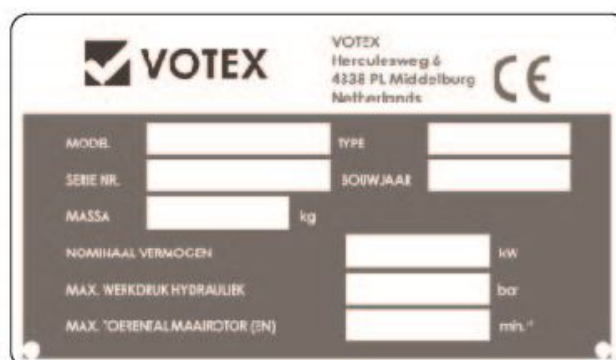 VOTEX
VOTEX
Herculesweg 6
4338 PL Middelburg
Netherlands
CE
MODEL TYPE
SERIE NR. BOUWJAAR
MASSA kg
NOMINAAL VERMOGEN kW
MAX. WERKDRUK HYDRAULIEK bar
MAX. TOERENTAL MAAIROTOR (EN) min.⁻¹